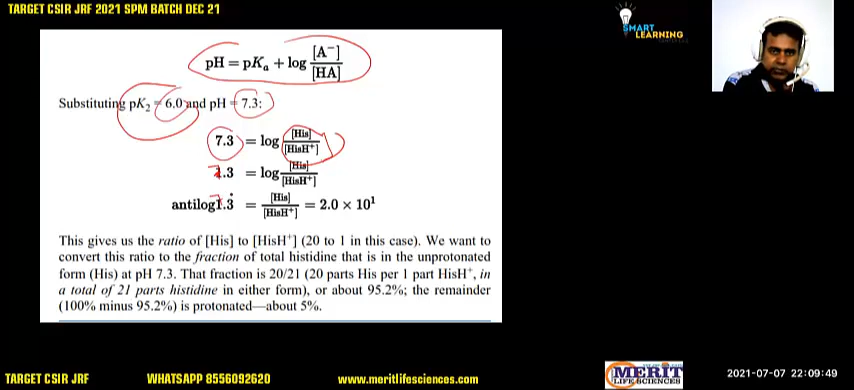 TARGET CSIR JRF 2021 SPM BATCH DEC 21
SMART
LEARNING
pH = pKₐ + log [A⁻]/[HA]
Substituting pK₂ = 6.0 and pH = 7.3:
7.3 = log [His]/[HisH⁺]
1.3 = log [His]/[HisH⁺]
antilog 1.3 = [His]/[HisH⁺] = 2.0 × 10¹
This gives us the ratio of [His] to [HisH⁺] (20 to 1 in this case). We want to
convert this ratio to the fraction of total histidine that is in the unprotonated
form (His) at pH 7.3. That fraction is 20/21 (20 parts His per 1 part HisH⁺, in
a total of 21 parts histidine in either form), or about 95.2%; the remainder
(100% minus 95.2%) is protonated—about 5%.
TARGET CSIR JRF WHATSAPP 8556092620 www.meritlifesciences.com
MERIT
LIFE SCIENCES
2021-07-07 22:09:49